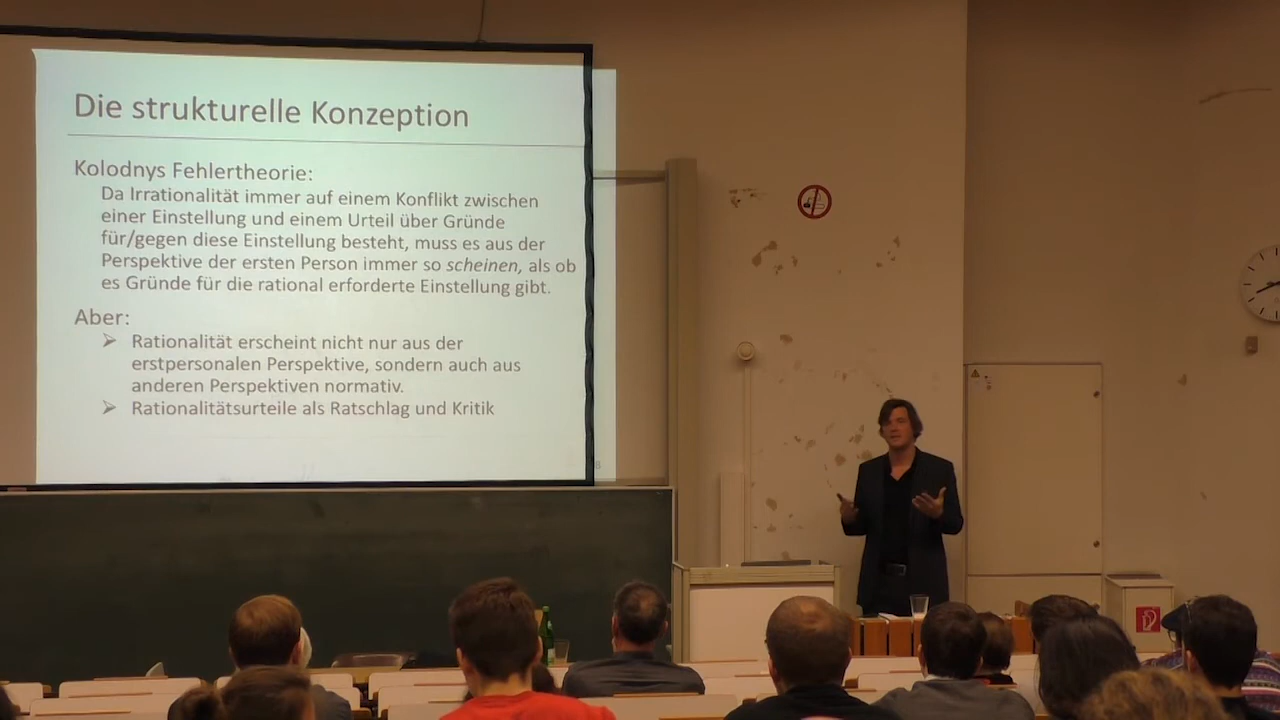 Die strukturelle Konzeption
Kolodnys Fehlertheorie:
Da Irrationalität immer auf einem Konflikt zwischen
einer Einstellung und einem Urteil über Gründe
für/gegen diese Einstellung besteht, muss es aus der
Perspektive der ersten Person immer so scheinen, als ob
es Gründe für die rational erforderte Einstellung gibt.
Aber:
Rationalität erscheint nicht nur aus der
erstpersonalen Perspektive, sondern auch aus
anderen Perspektiven normativ.
Rationalitätsurteile als Ratschlag und Kritik
8